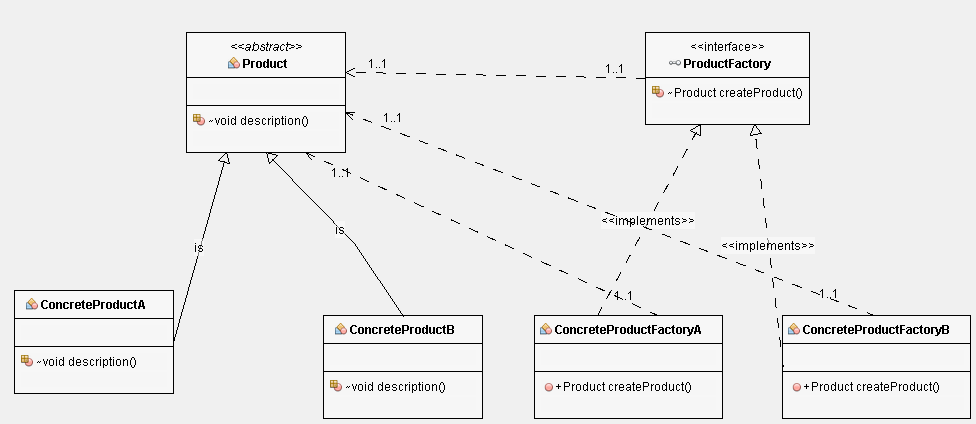 <<abstract>>
Product
~void description()
1..1
1..1
<<interface>>
ProductFactory
~Product createProduct()
1..1
1..1
is
is
<<implements>>
<<implements>>
1..1
1..1
ConcreteProductA
~void description()
ConcreteProductB
~void description()
ConcreteProductFactoryA
+Product createProduct()
ConcreteProductFactoryB
+Product createProduct()